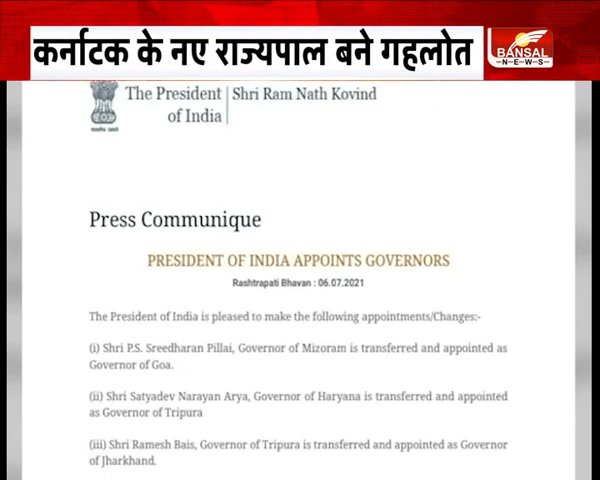 कर्नाटक के नए राज्यपाल बने गहलोत
BANSAL
NEWS
The President
of India
Shri Ram Nath Kovind
Press Communique
PRESIDENT OF INDIA APPOINTS GOVERNORS
Rashtrapati Bhavan : 06.07.2021
The President of India is pleased to make the following appointments/Changes:-
(i) Shri P.S. Sreedharan Pillai, Governor of Mizoram is transferred and appointed as
Governor of Goa.
(ii) Shri Satyadev Narayan Arya, Governor of Haryana is transferred and appointed
as Governor of Tripura
(iii) Shri Ramesh Bais, Governor of Tripura is transferred and appointed as Governor
of Jharkhand.